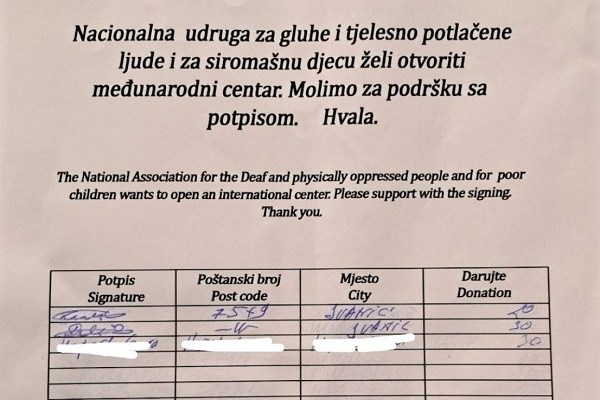 Nacionalna udruga za gluhe i tjelesno potlačene
ljude i za siromašnu djecu želi otvoriti
međunarodni centar. Molimo za podršku sa
potpisom. Hvala.
The National Association for the Deaf and physically oppressed people and for poor
children wants to open an international center. Please support with the signing.
Thank you.
Potpis Poštanski broj Mjesto Darujte
Signature Post code City Donation
30